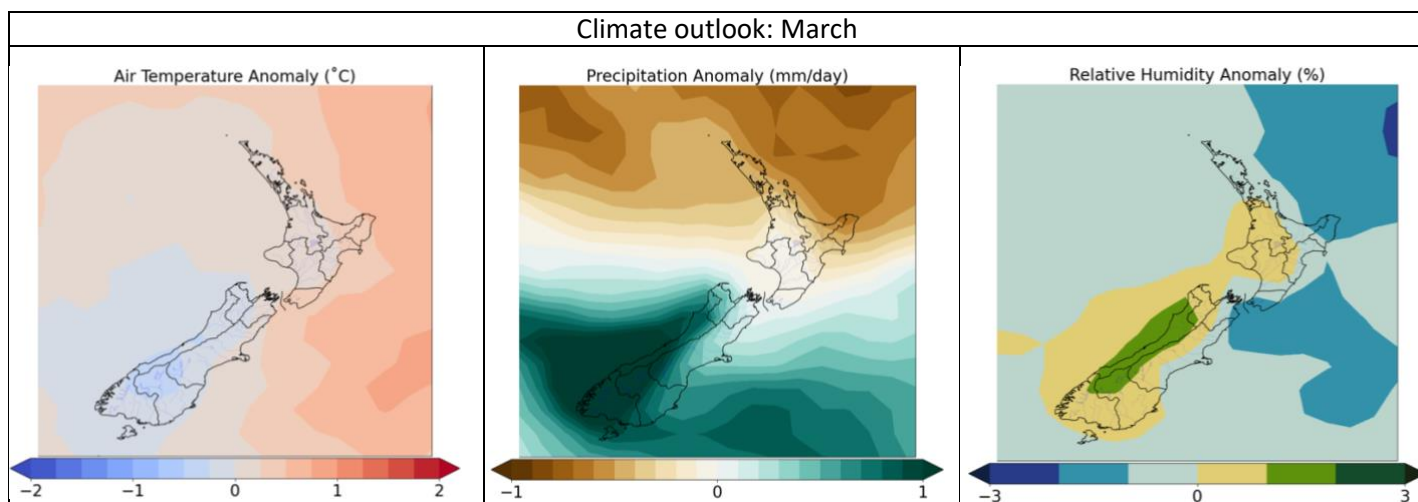 Climate outlook: March
Air Temperature Anomaly (˚C)
Precipitation Anomaly (mm/day)
Relative Humidity Anomaly (%)
−2 −1 0 1 2
−1 0 1
−3 0 3